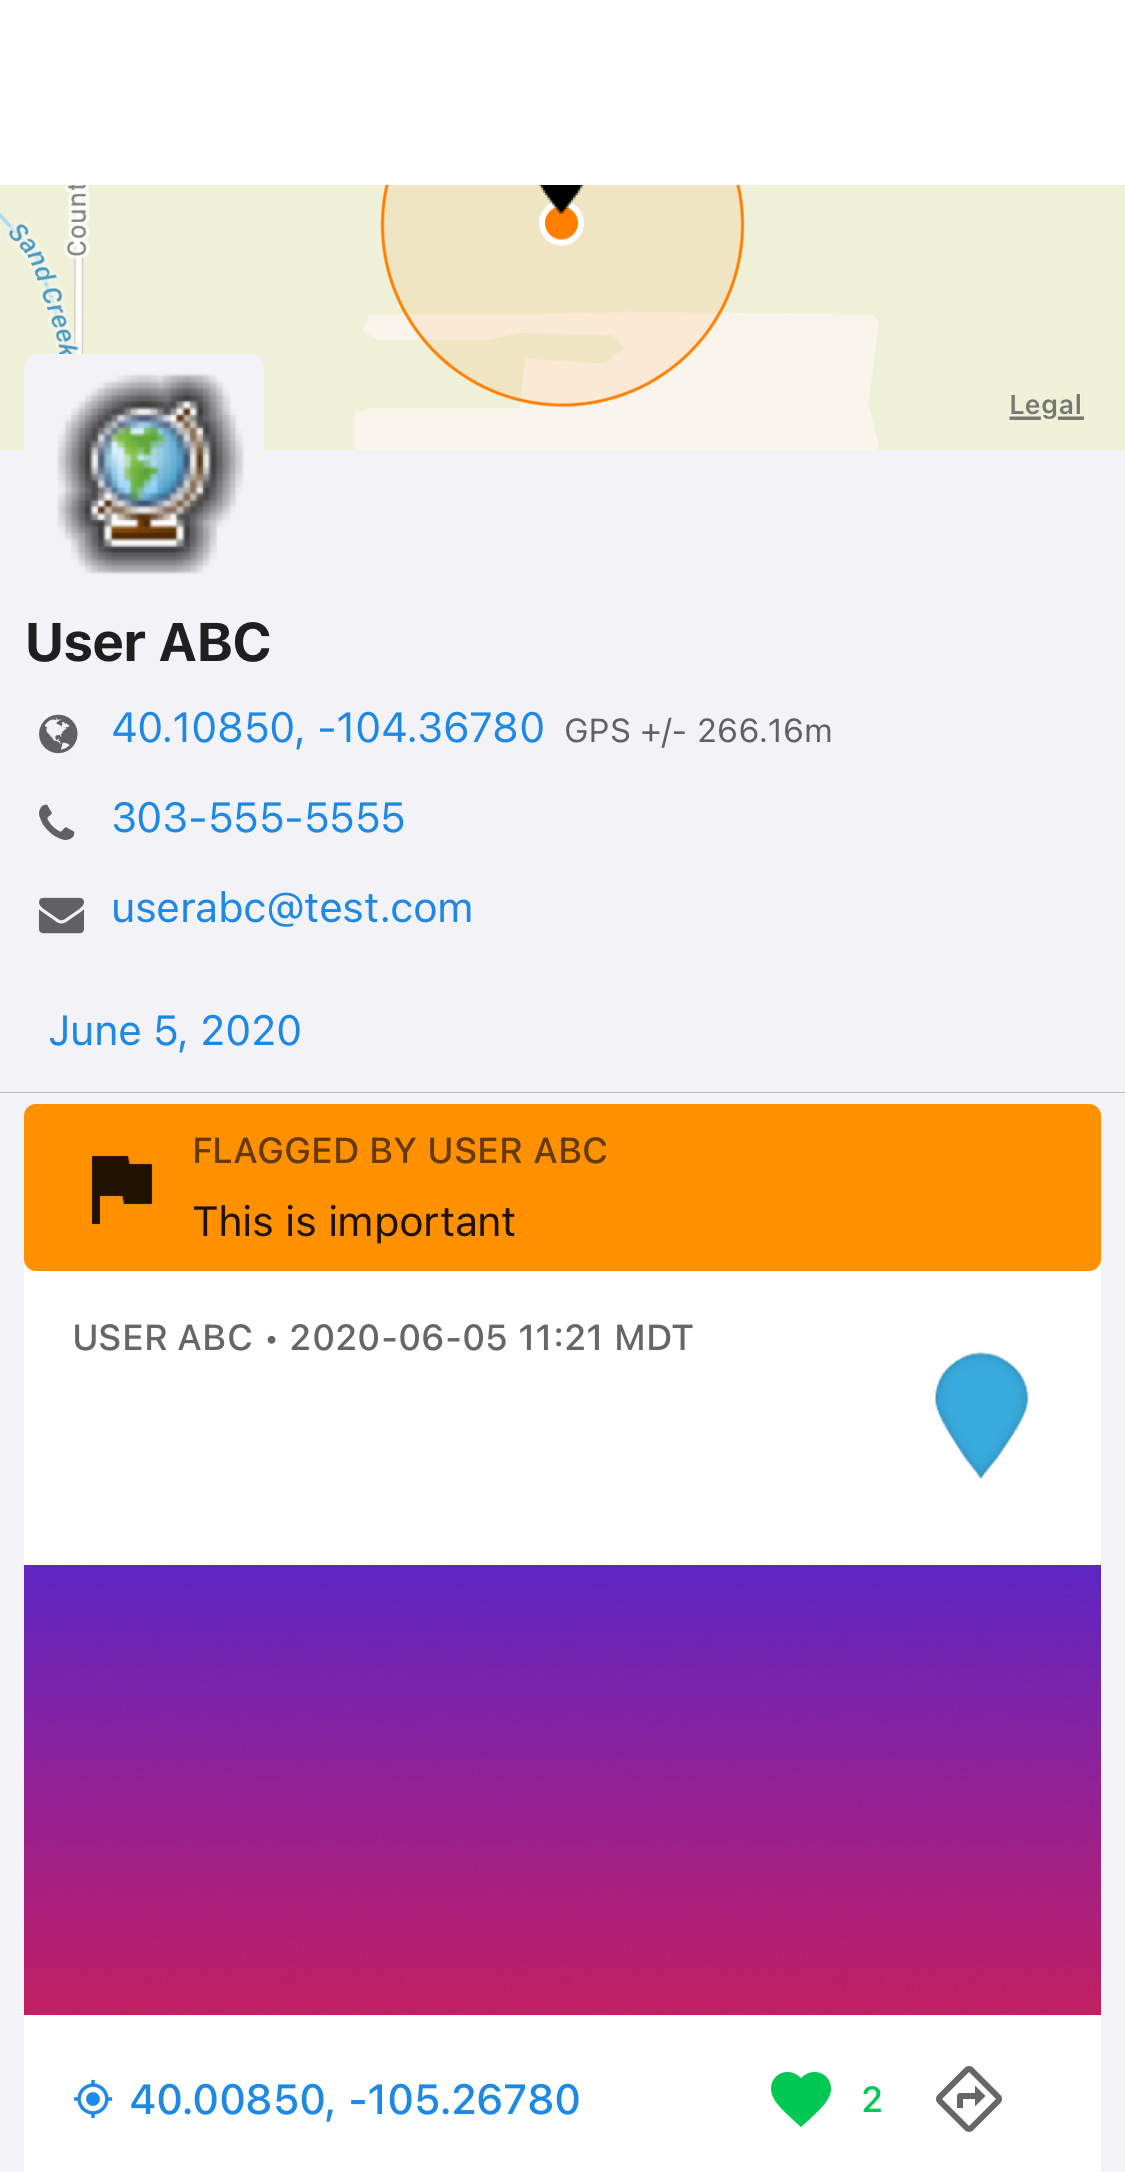 Count
Sand Creek
Legal
User ABC
40.10850, -104.36780 GPS +/- 266.16m
303-555-5555
userabc@test.com
June 5, 2020
FLAGGED BY USER ABC
This is important
USER ABC • 2020-06-05 11:21 MDT
40.00850, -105.26780
2